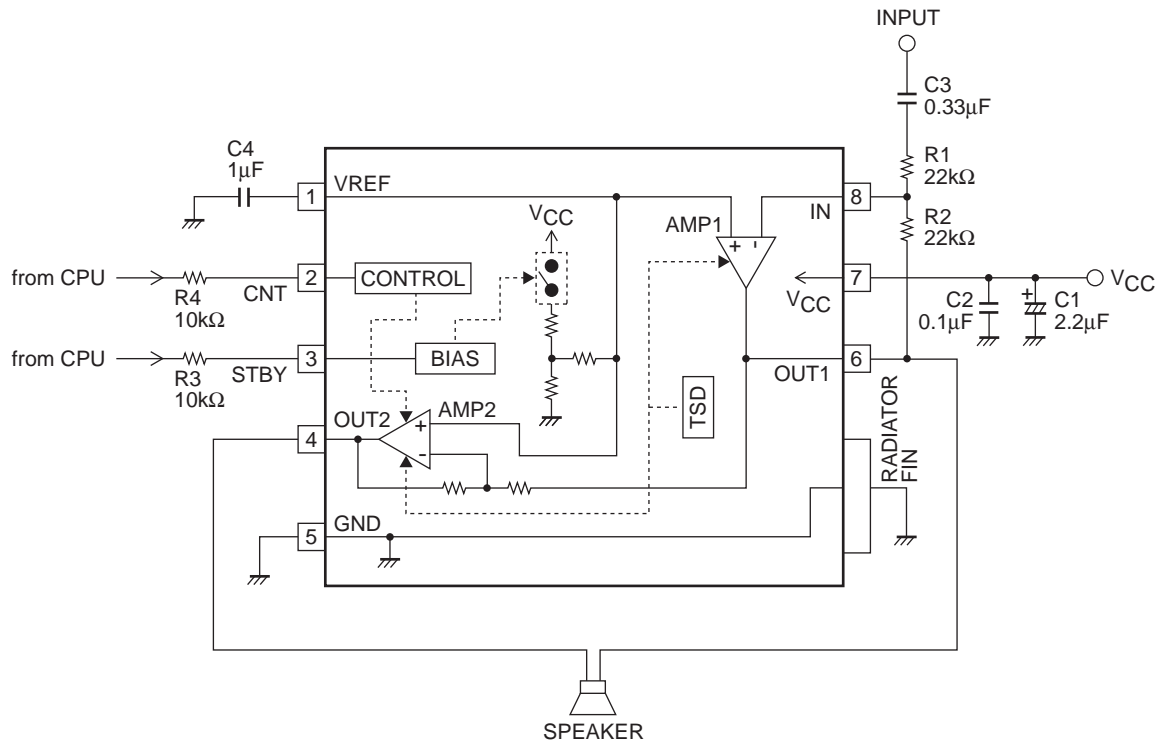 INPUT
C3
0.33µF
C4
1µF
R1
22kΩ
1
VREF
8
IN
R2
22kΩ
VCC
AMP1
+ -
from CPU
R4
10kΩ
2
CNT
CONTROL
7
VCC
C2
0.1µF
+
C1
2.2µF
VCC
from CPU
R3
10kΩ
3
STBY
BIAS
6
OUT1
TSD
OUT2
4
AMP2
+
-
RADIATOR
FIN
5
GND
SPEAKER